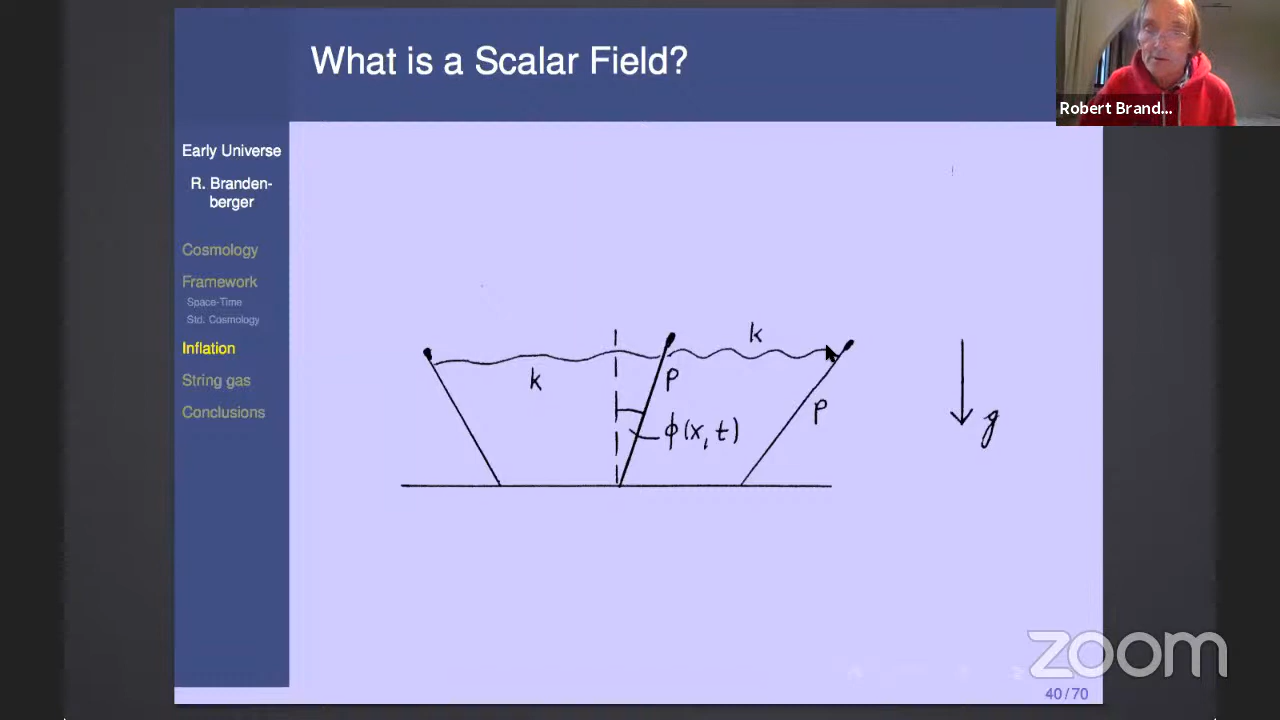 What is a Scalar Field?
Robert Brand...
Early Universe
R. Branden-
berger
Cosmology
Framework
Space-Time
Std. Cosmology
Inflation
String gas
Conclusions
k
k
p
p
ϕ(x, t)
g
zoom
40 / 70